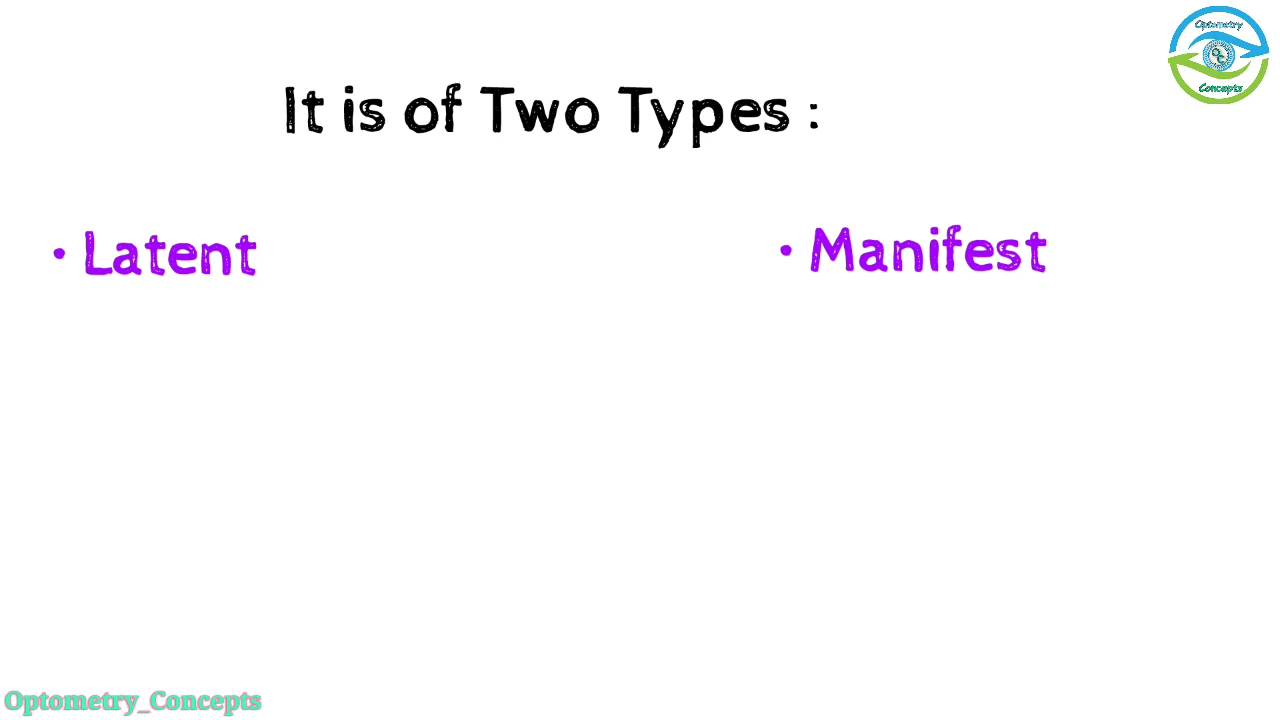 Optometry
Concepts
It is of Two Types :
• Latent
• Manifest
Optometry_Concepts